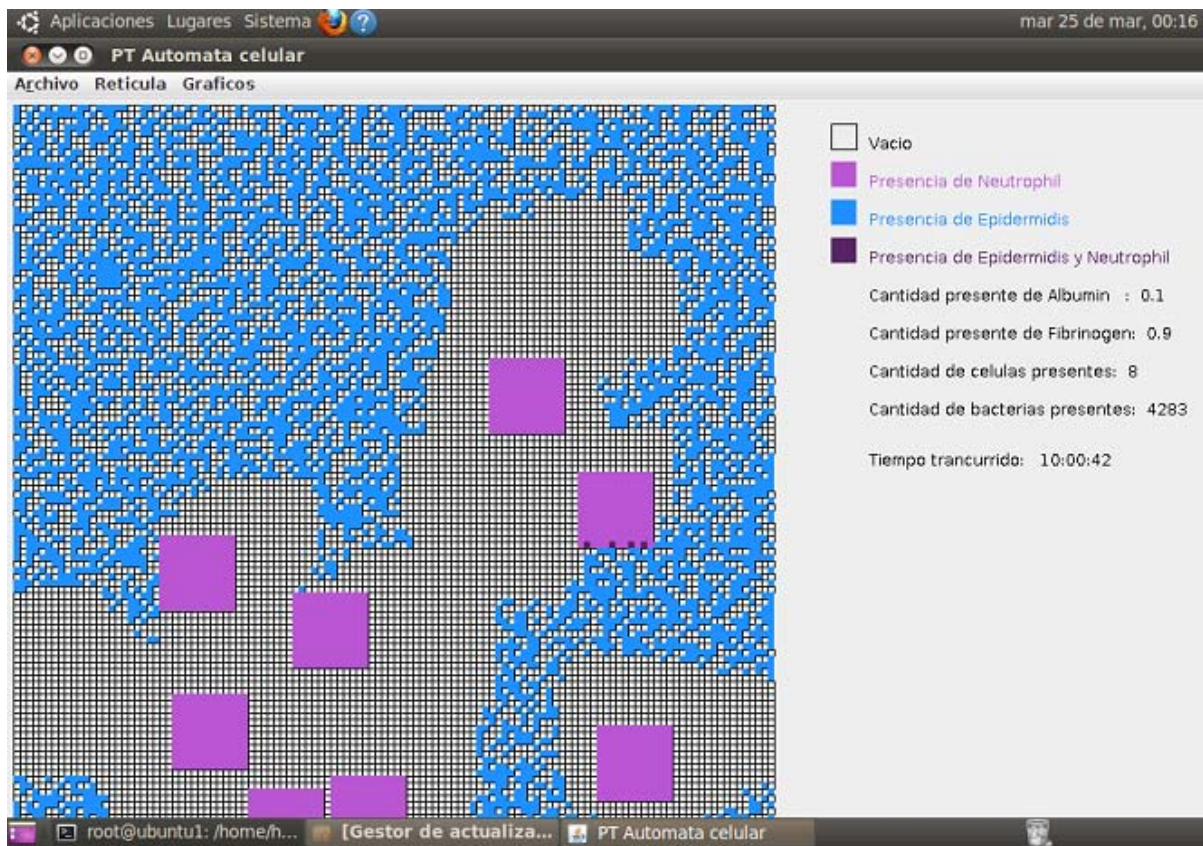 Aplicaciones Lugares Sistema
mar 25 de mar, 00:16
PT Automata celular
Archivo Reticula Graficos
Vacio
Presencia de Neutrophil
Presencia de Epidermidis
Presencia de Epidermidis y Neutrophil
Cantidad presente de Albumin : 0.1
Cantidad presente de Fibrinogen: 0.9
Cantidad de celulas presentes: 8
Cantidad de bacterias presentes: 4283
Tiempo trancurrido: 10:00:42
root@ubuntu1: /home/h...
[Gestor de actualiza...
PT Automata celular